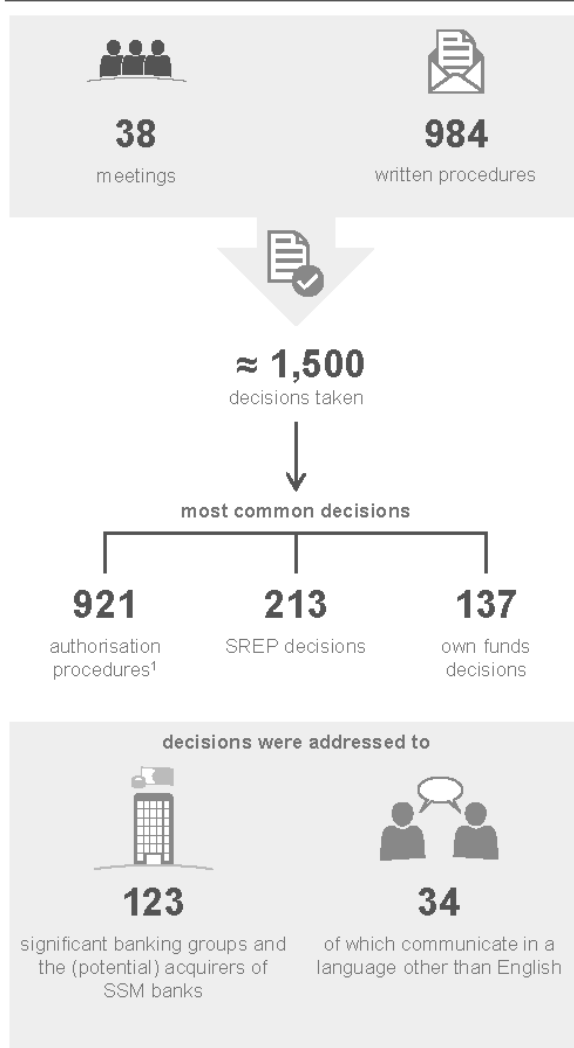 38
meetings
984
written procedures
≈ 1,500
decisions taken
most common decisions
921
authorisation
procedures¹
213
SREP decisions
137
own funds
decisions
decisions were addressed to
123
significant banking groups and
the (potential) acquirers of
SSM banks
34
of which communicate in a
language other than English